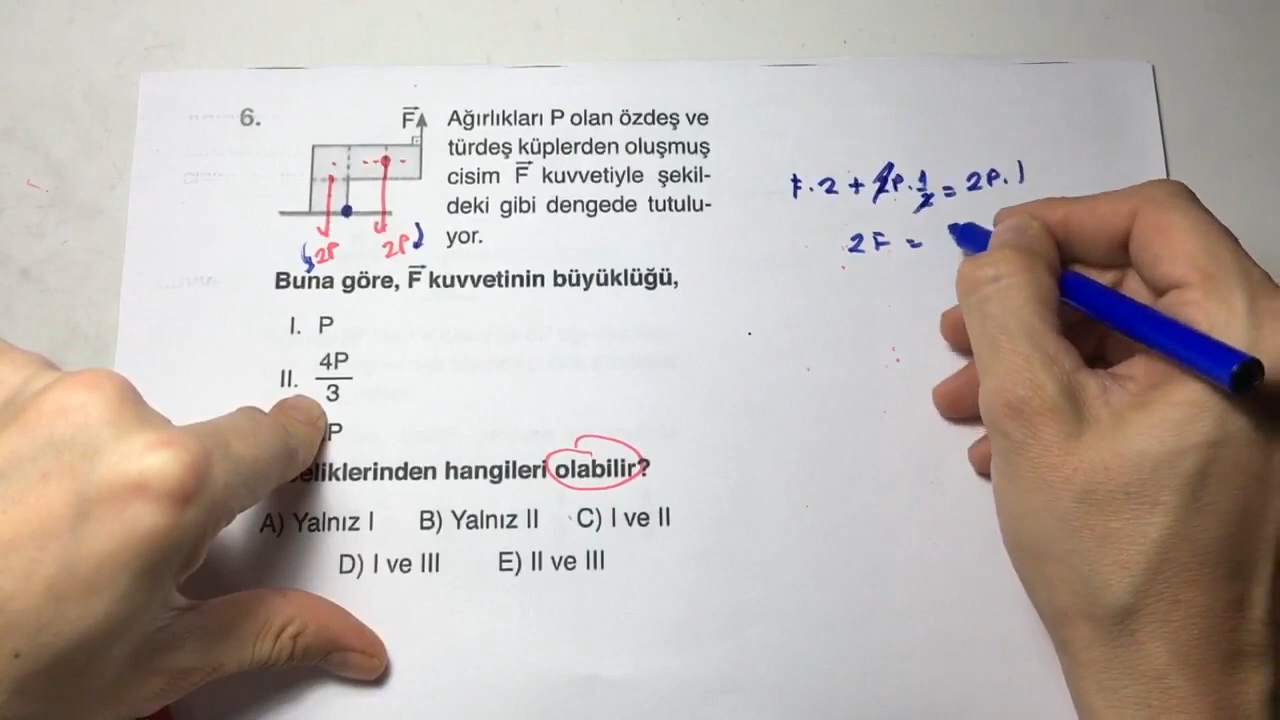 6.
F
Ağırlıkları P olan özdeş ve
türdeş küplerden oluşmuş
cisim F kuvvetiyle şekil-
deki gibi dengede tutulu-
yor.
2P
2P
Buna göre, F kuvvetinin büyüklüğü,
I. P
II. 4P
3
P
eliklerinden hangileri olabilir?
A) Yalnız I B) Yalnız II C) I ve II
D) I ve III E) II ve III
F.2 + 2P.1/2 = 2P.1
2F =